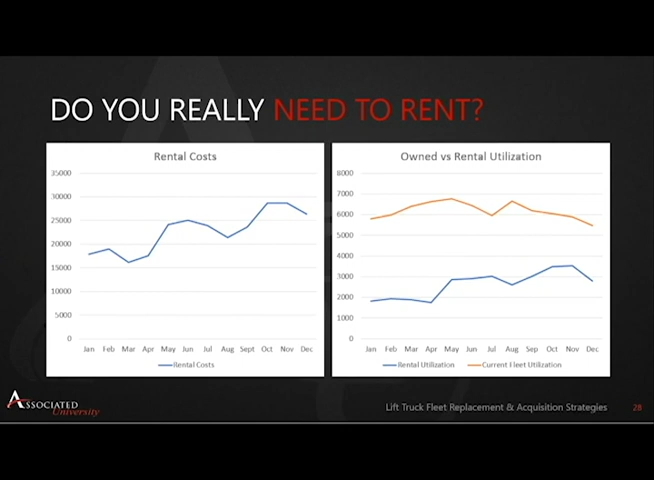 DO YOU REALLY NEED TO RENT?
Rental Costs
35000
30000
25000
20000
15000
10000
5000
0
Jan Feb Mar Apr May Jun Jul Aug Sept Oct Nov Dec
Rental Costs
Owned vs Rental Utilization
8000
7000
6000
5000
4000
3000
2000
1000
0
Jan Feb Mar Apr May Jun Jul Aug Sep Oct Nov Dec
Rental Utilization Current Fleet Utilization
ASSOCIATED
University
Lift Truck Fleet Replacement & Acquisition Strategies 28